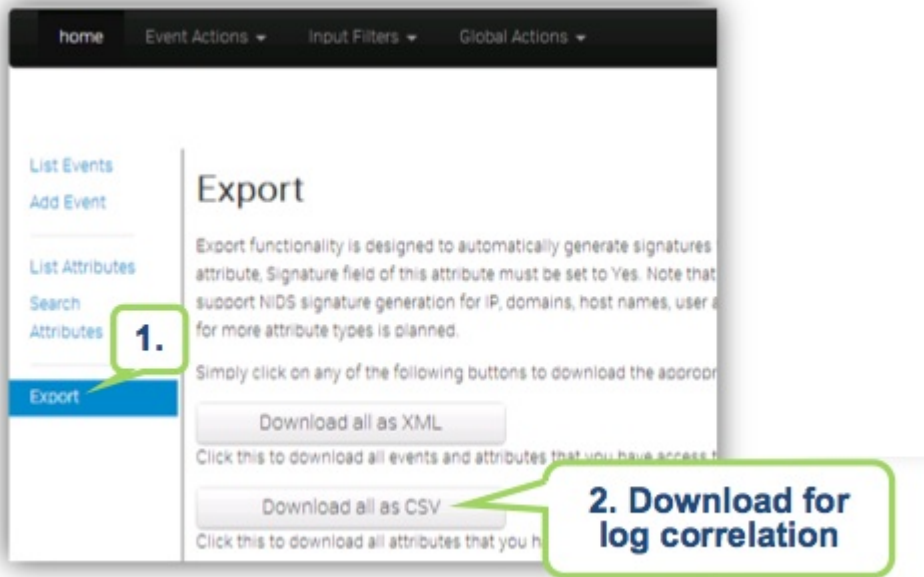 home Event Actions Input Filters Global Actions
List Events
Add Event
List Attributes
Search
Attributes
Export
1.
Export
Export functionality is designed to automatically generate signatures
attribute, Signature field of this attribute must be set to Yes. Note that
support NIDS signature generation for IP, domains, host names, user
for more attribute types is planned.
Simply click on any of the following buttons to download the
Download all as XML
Click this to download all events and attributes that you have access
Download all as CSV
Click this to download all attributes that you
2. Download for
log correlation